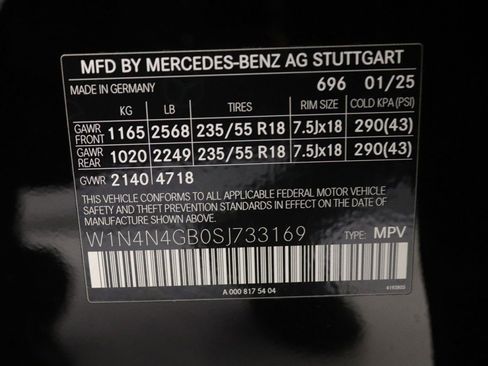 MFD BY MERCEDES-BENZ AG STUTTGART
MADE IN GERMANY 696 01/25
KG LB TIRES RIM SIZE COLD KPA (PSI)
GAWR FRONT 1165 2568 235/55 R18 7.5Jx18 290(43)
GAWR REAR 1020 2249 235/55 R18 7.5Jx18 290(43)
GVWR 2140 4718
THIS VEHICLE CONFORMS TO ALL APPLICABLE FEDERAL MOTOR VEHICLE
SAFETY AND THEFT PREVENTION STANDARDS IN EFFECT ON THE DATE OF
MANUFACTURE SHOWN ABOVE.
W1N4N4GB0SJ733169 TYPE: MPV
A 000 817 54 04